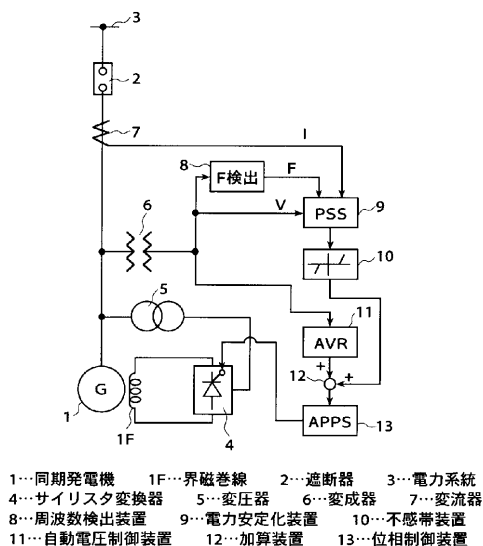 3
2
7
I
8
F検出
F
V
PSS
9
6
10
5
AVR
11
+
12
+
G
1
1F
4
APPS
13
1…同期発電機 1F…界磁巻線 2…遮断器 3…電力系統
4…サイリスタ変換器 5…変圧器 6…変成器 7…変流器
8…周波数検出装置 9…電力安定化装置 10…不感帯装置
11…自動電圧制御装置 12…加算装置 13…位相制御装置